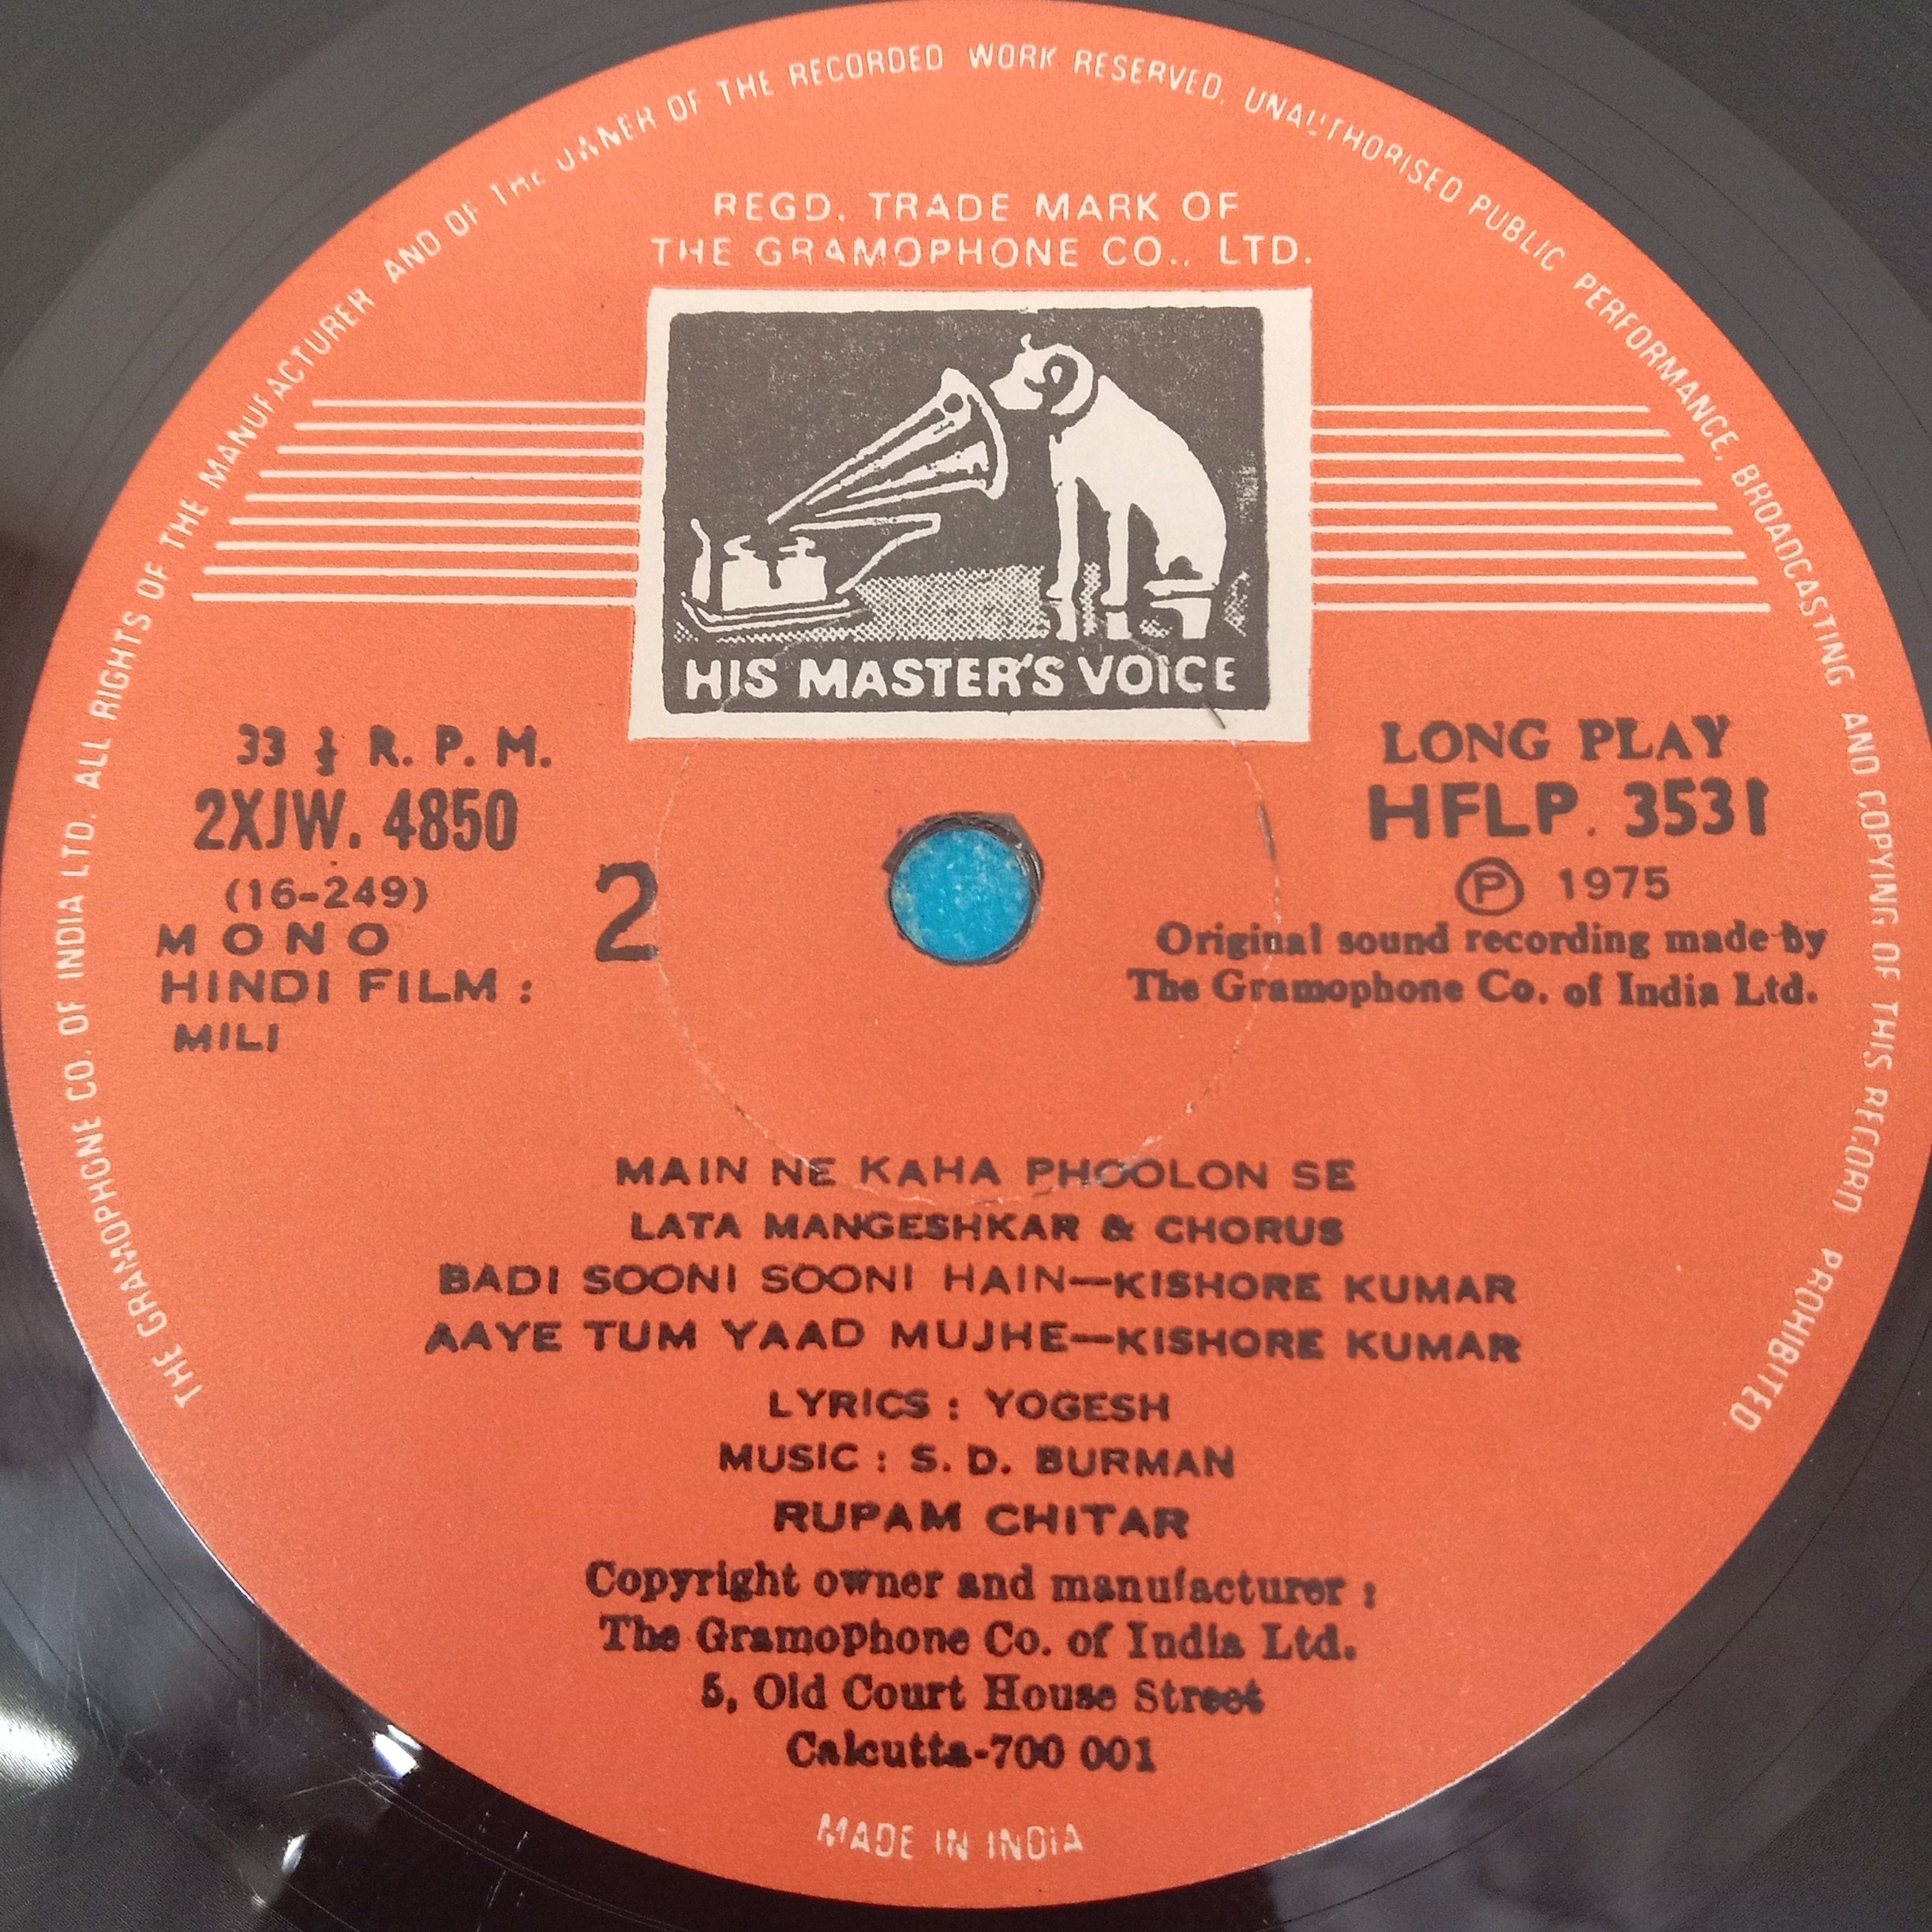 THE GRAMOPHONE CO. OF INDIA LTD. ALL RIGHTS OF THE MANUFACTURER AND OF THE OWNER OF THE RECORDED WORK RESERVED. UNAUTHORISED PUBLIC PERFORMANCE, BROADCASTING AND COPYING OF THIS RECORD PROHIBITED.
REGD. TRADE MARK OF
THE GRAMOPHONE CO., LTD.
HIS MASTER'S VOICE
33 ⅓ R. P. M.
2XJW. 4850
(16-249)
MONO
HINDI FILM :
MILI
2
LONG PLAY
HFLP. 3531
Ⓟ 1975
Original sound recording made by
The Gramophone Co. of India Ltd.
MAIN NE KAHA PHOOLON SE
LATA MANGESHKAR & CHORUS
BADI SOONI SOONI HAIN—KISHORE KUMAR
AAYE TUM YAAD MUJHE—KISHORE KUMAR
LYRICS : YOGESH
MUSIC : S. D. BURMAN
RUPAM CHITAR
Copyright owner and manufacturer :
The Gramophone Co. of India Ltd.
5, Old Court House Street
Calcutta-700 001
MADE IN INDIA